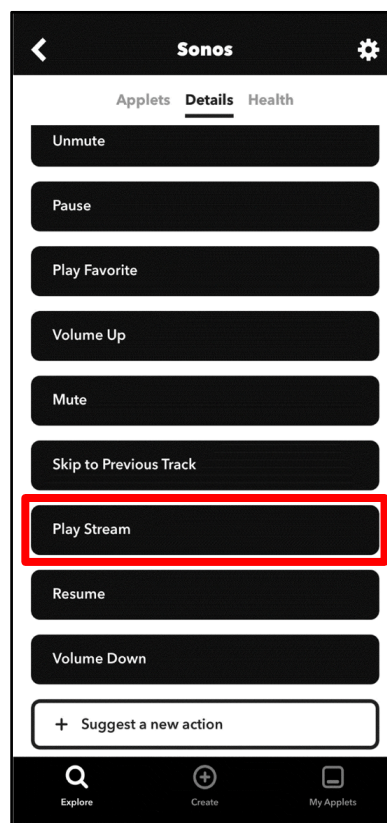 Sonos
Applets Details Health
Unmute
Pause
Play Favorite
Volume Up
Mute
Skip to Previous Track
Play Stream
Resume
Volume Down
+ Suggest a new action
Explore Create My Applets